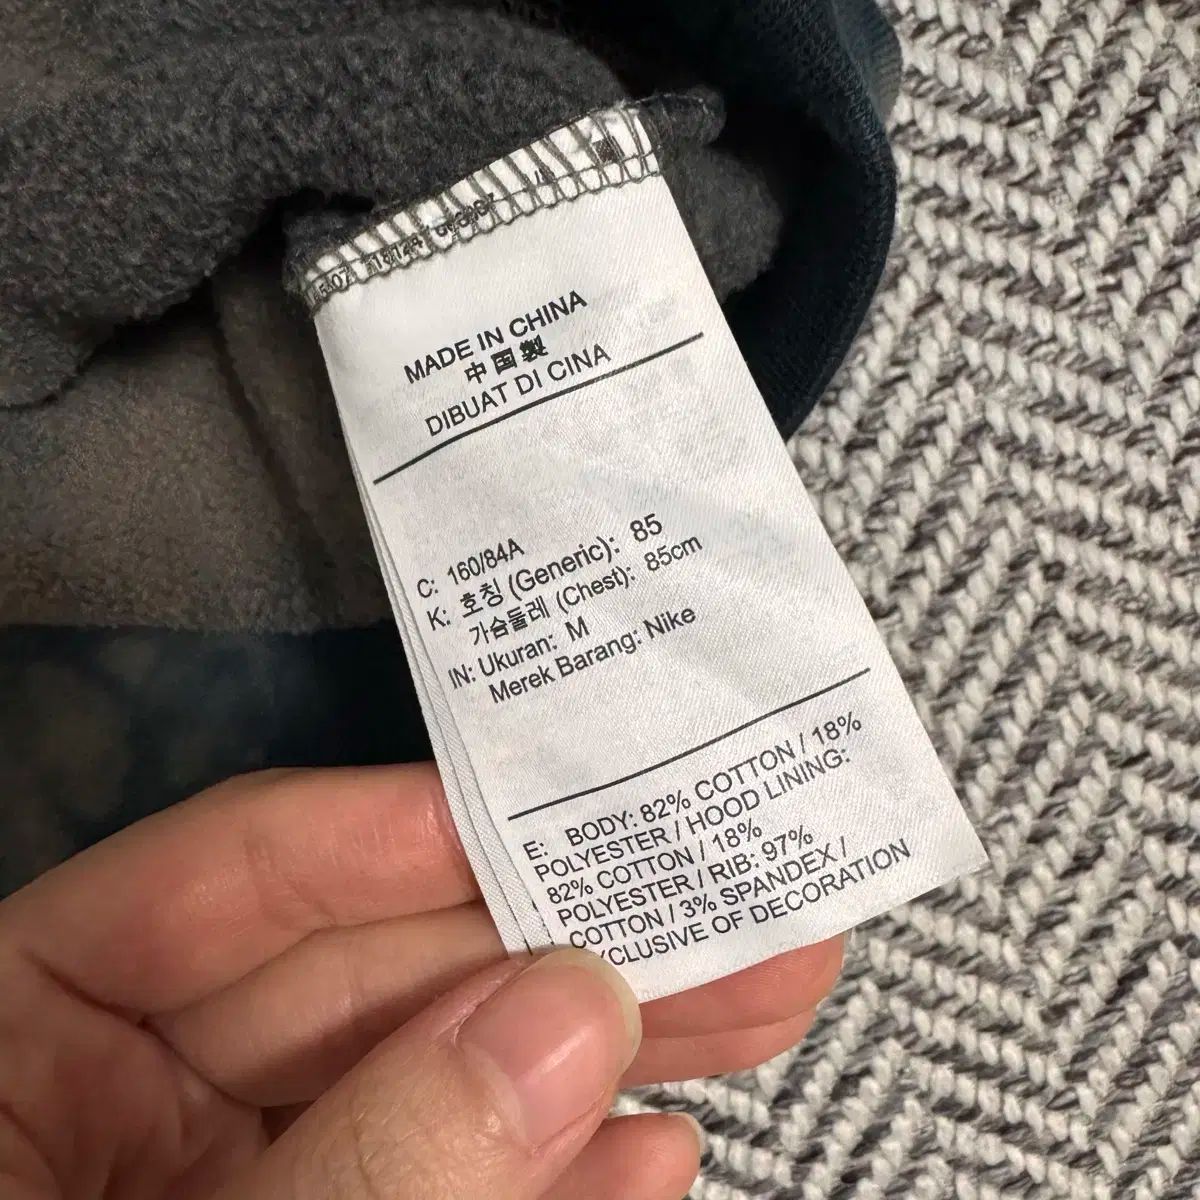 MADE IN CHINA
中国製
DIBUAT DI CINA
C: 160/84A
K: 호칭 (Generic): 85
가슴둘레 (Chest): 85cm
IN: Ukuran: M
Merek Barang: Nike
E: BODY: 82% COTTON / 18%
POLYESTER / HOOD LINING:
82% COTTON / 18%
POLYESTER / RIB: 97%
COTTON / 3% SPANDEX /
XCLUSIVE OF DECORATION